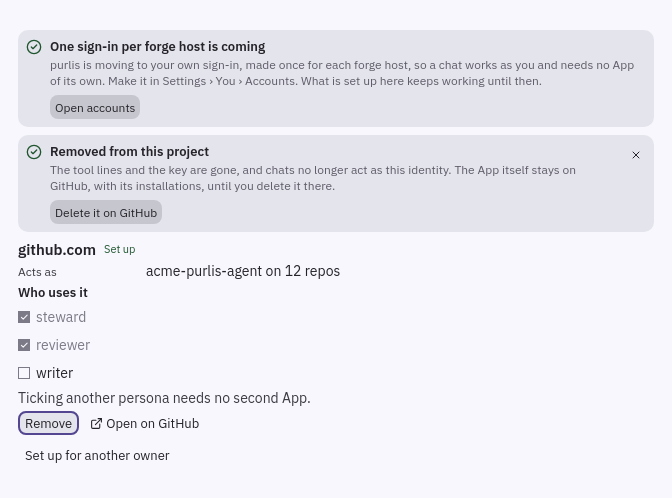 One sign-in per forge host is coming
purlis is moving to your own sign-in, made once for each forge host, so a chat works as you and needs no App
of its own. Make it in Settings › You › Accounts. What is set up here keeps working until then.
Open accounts
Removed from this project
The tool lines and the key are gone, and chats no longer act as this identity. The App itself stays on
GitHub, with its installations, until you delete it there.
Delete it on GitHub
github.com Set up
Acts as acme-purlis-agent on 12 repos
Who uses it
steward
reviewer
writer
Ticking another persona needs no second App.
Remove Open on GitHub
Set up for another owner